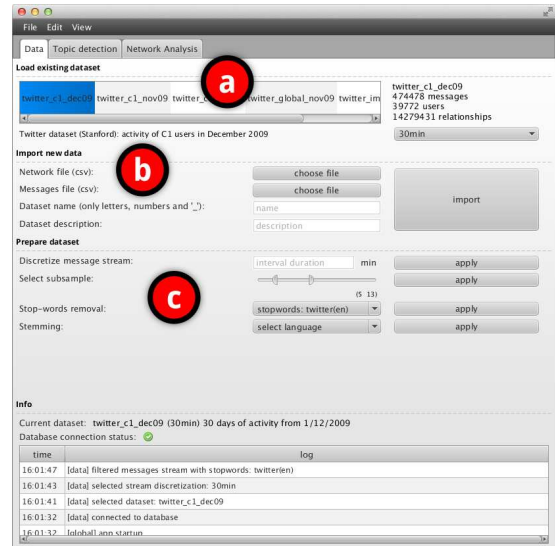 File Edit View
Data Topic detection Network Analysis
Load existing dataset
a
twitter_c1_dec09 twitter_c1_nov09 twitter_c twitter_global_nov09 twitter_im
twitter_c1_dec09
474478 messages
39772 users
14279431 relationships
Twitter dataset (Stanford): activity of C1 users in December 2009
30min
Import new data
b
Network file (csv): choose file
Messages file (csv): choose file
import
Dataset name (only letters, numbers and '_'): name
Dataset description: description
Prepare dataset
Discretize message stream: interval duration min apply
Select subsample: apply
(5 13)
c
Stop-words removal: stopwords: twitter(en) apply
Stemming: select language apply
Info
Current dataset: twitter_c1_dec09 (30min) 30 days of activity from 1/12/2009
Database connection status:
time log
16:01:47 [data] filtered messages stream with stopwords: twitter(en)
16:01:43 [data] selected stream discretization: 30min
16:01:41 [data] selected dataset: twitter_c1_dec09
16:01:32 [data] connected to database
16:01:32 [global] app startup